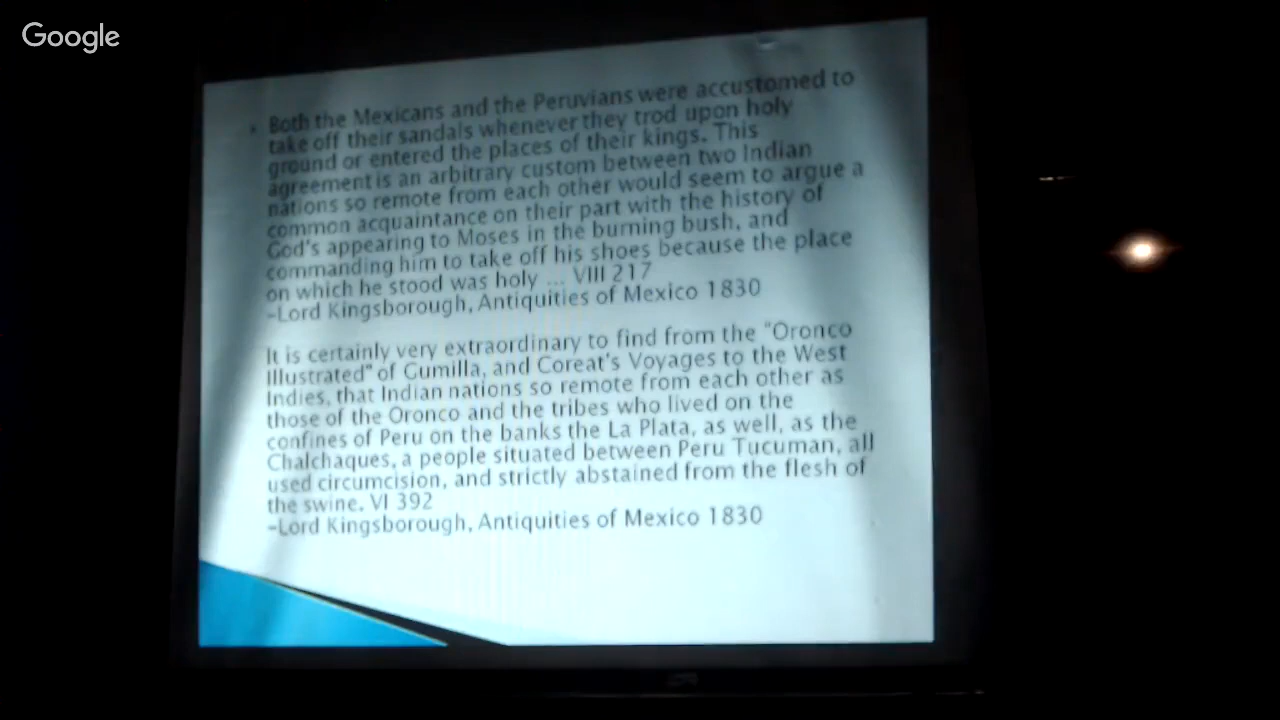 Google
Both the Mexicans and the Peruvians were accustomed to
take off their sandals whenever they trod upon holy
ground or entered the places of their kings. This
agreement is an arbitrary custom between two Indian
nations so remote from each other would seem to argue a
common acquaintance on their part with the history of
God's appearing to Moses in the burning bush, and
commanding him to take off his shoes because the place
on which he stood was holy ... VIII 217
-Lord Kingsborough, Antiquities of Mexico 1830
It is certainly very extraordinary to find from the "Oronco
Illustrated" of Gumilla, and Coreat's Voyages to the West
Indies, that Indian nations so remote from each other as
those of the Oronco and the tribes who lived on the
confines of Peru on the banks the La Plata, as well, as the
Chalchaques, a people situated between Peru Tucuman, all
used circumcision, and strictly abstained from the flesh of
the swine. VI 392
-Lord Kingsborough, Antiquities of Mexico 1830